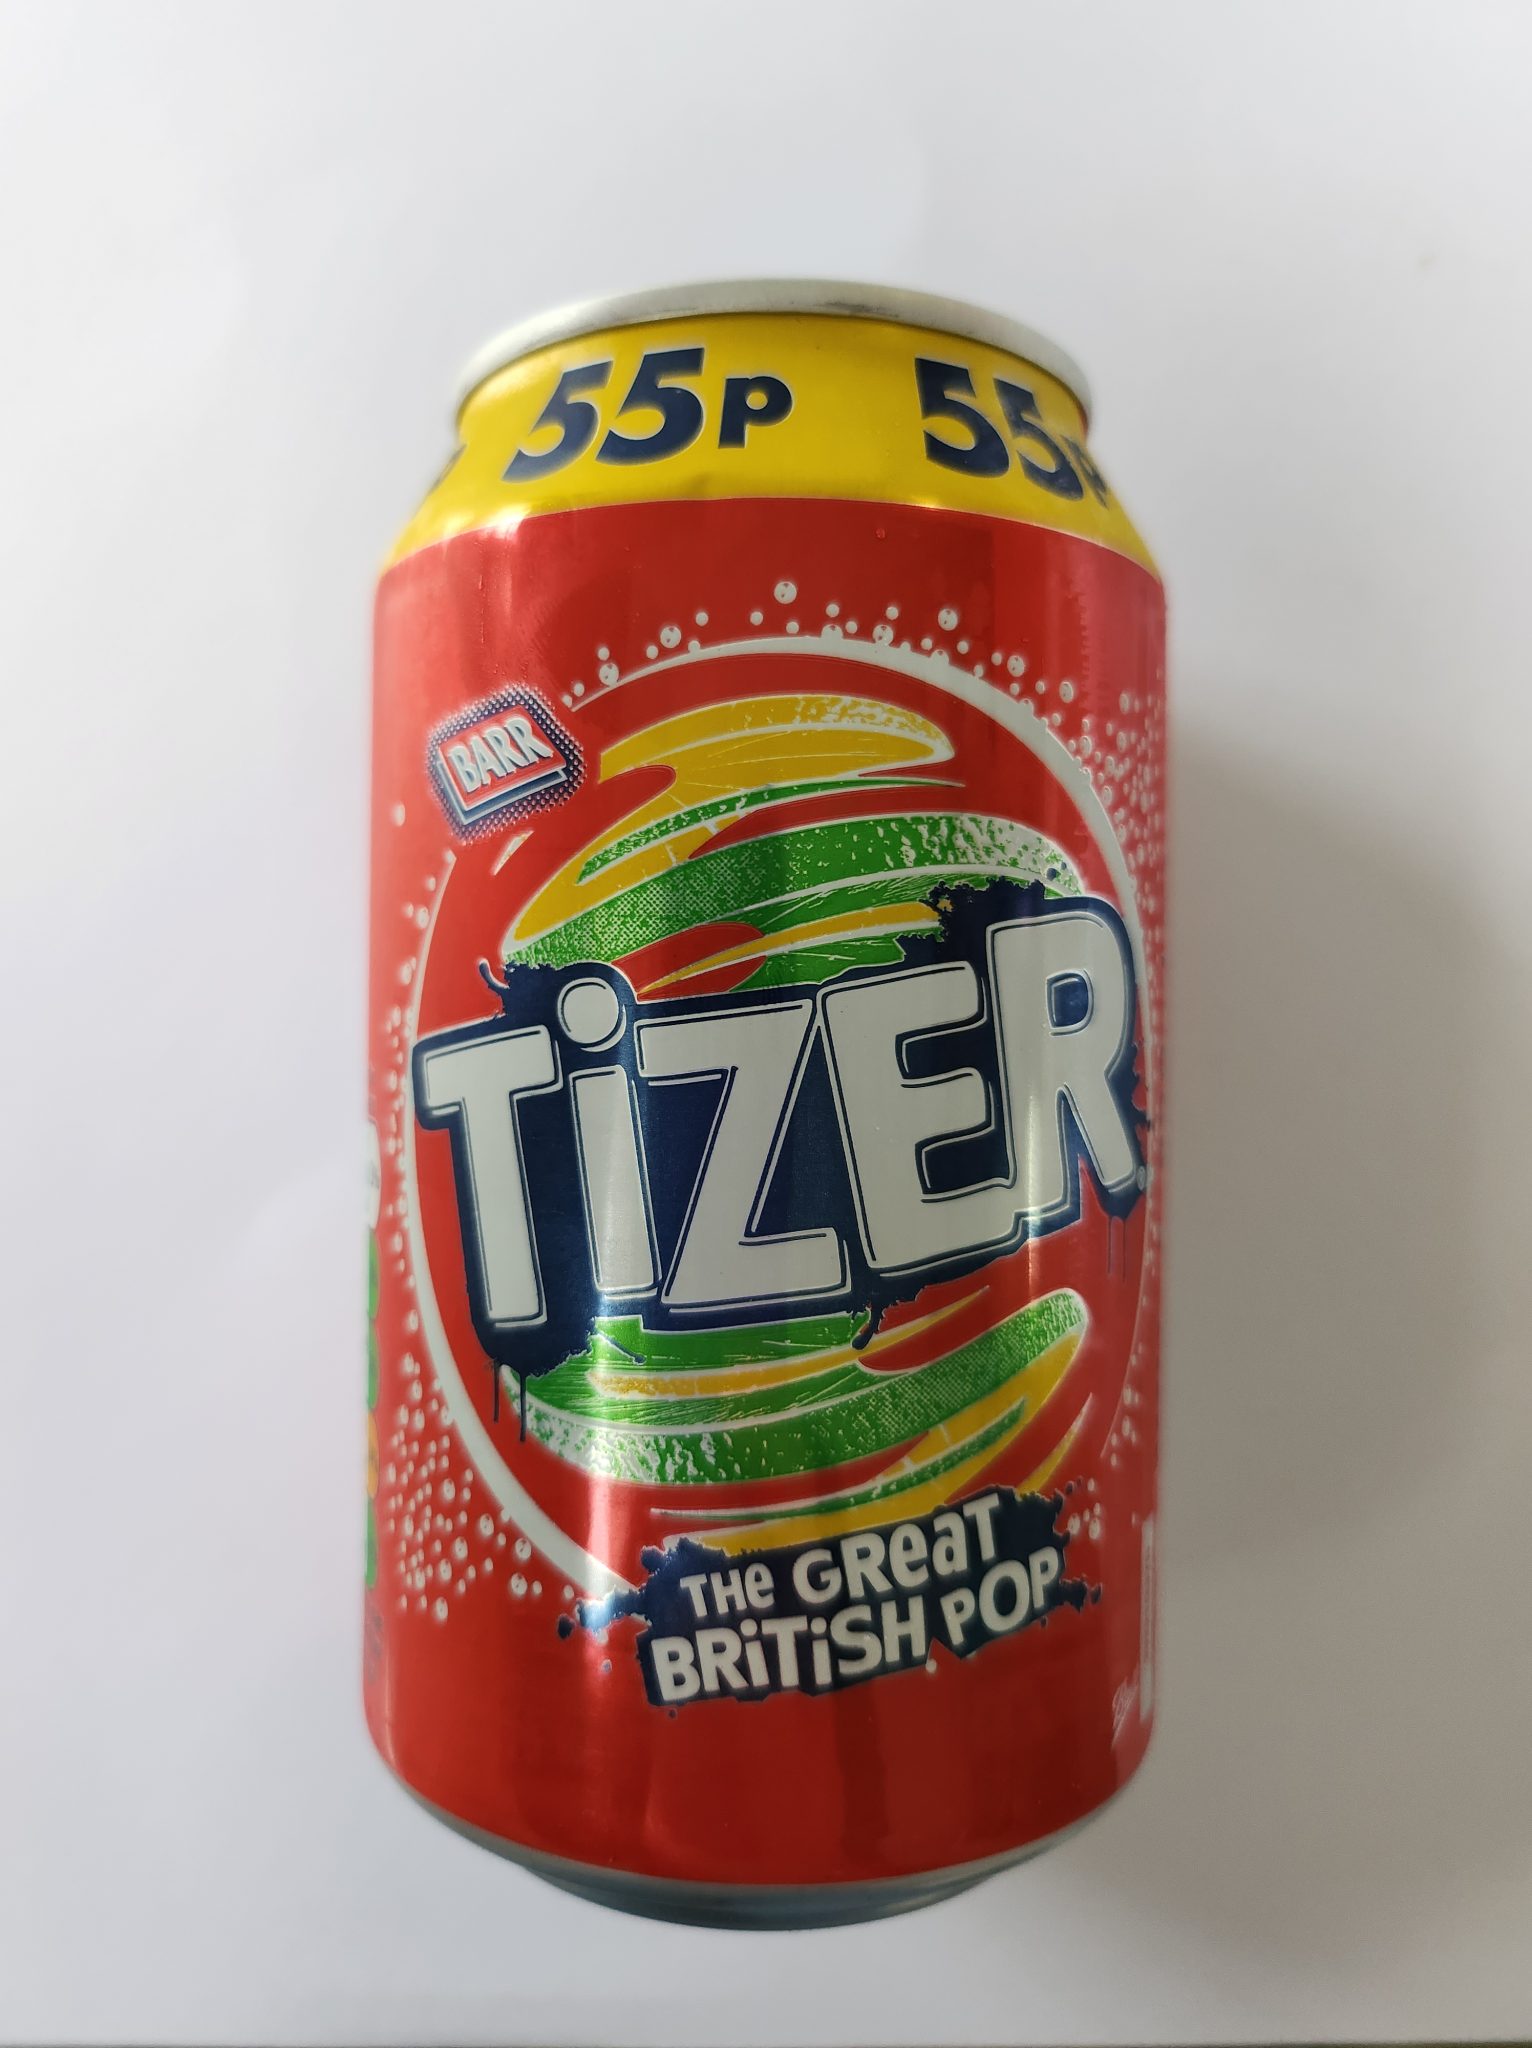 55p 55p
BARR
TiZER
THe GReaT
BRiTiSH POP